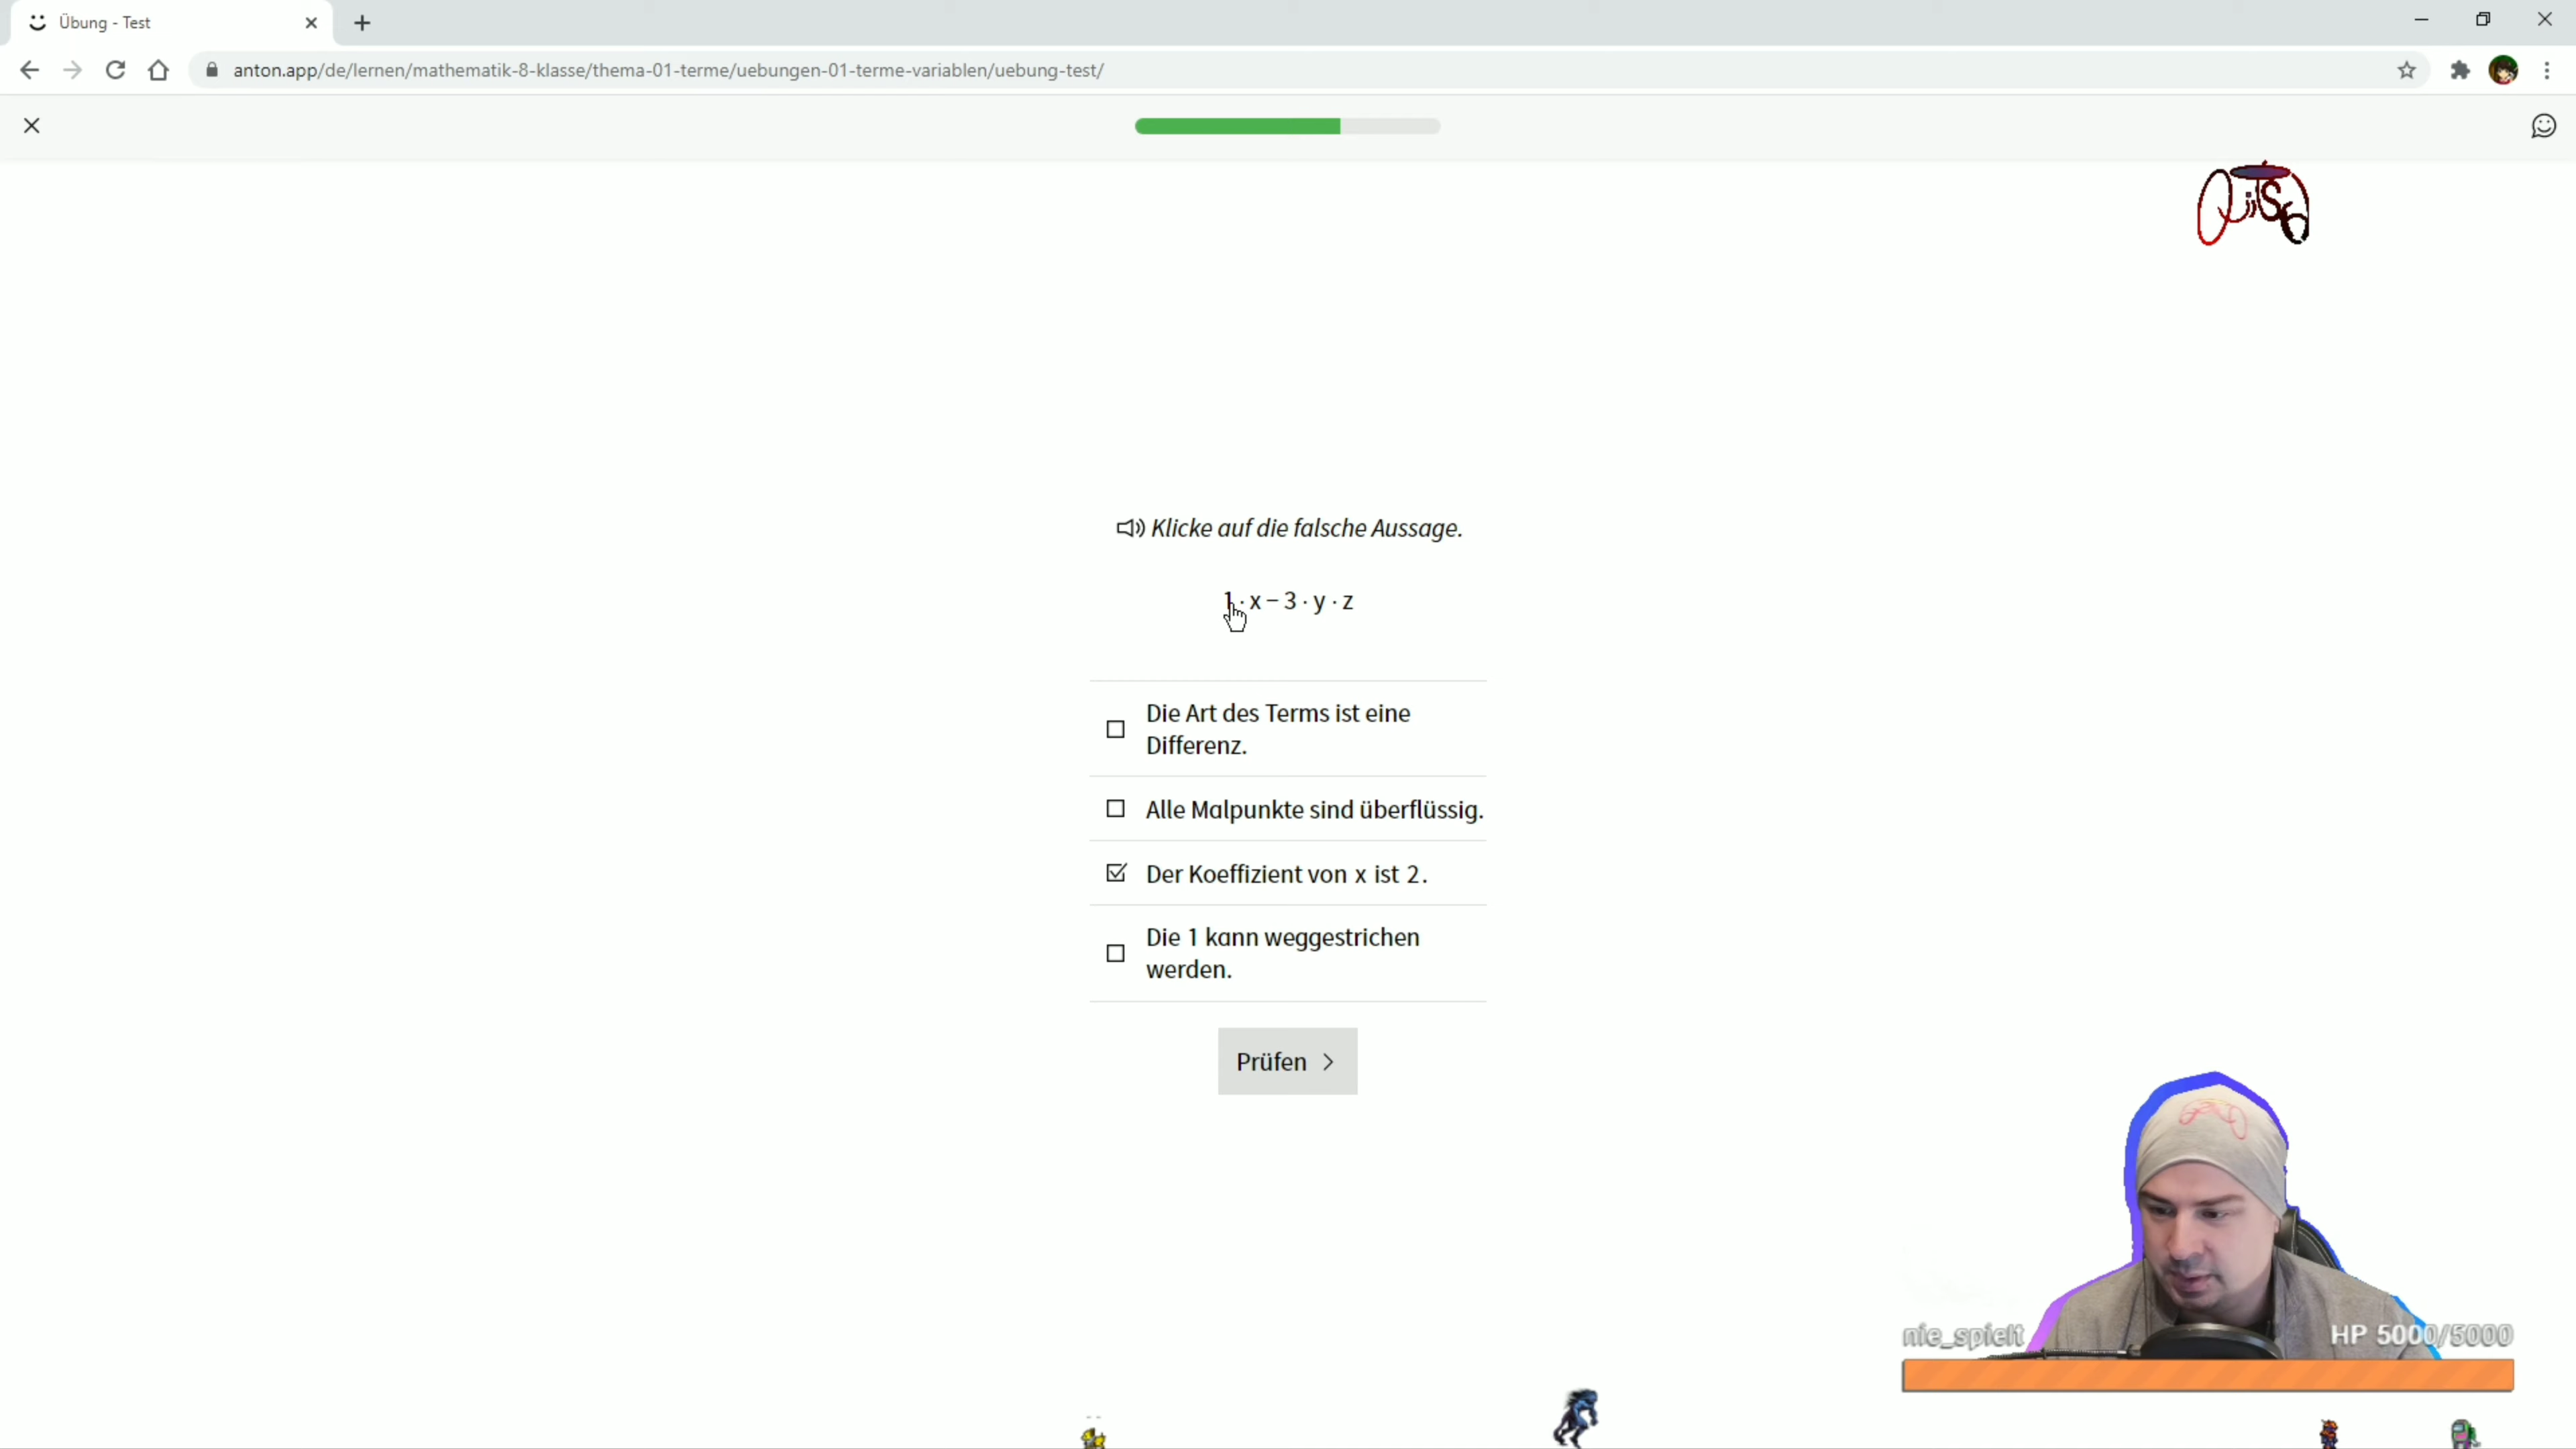 Übung - Test
anton.app/de/lernen/mathematik-8-klasse/thema-01-terme/uebungen-01-terme-variablen/uebung-test/
Klicke auf die falsche Aussage.
1 · x − 3 · y · z
Die Art des Terms ist eine
Differenz.
Alle Malpunkte sind überflüssig.
Der Koeffizient von x ist 2.
Die 1 kann weggestrichen
werden.
Prüfen
nie_spielt
HP 5000/5000